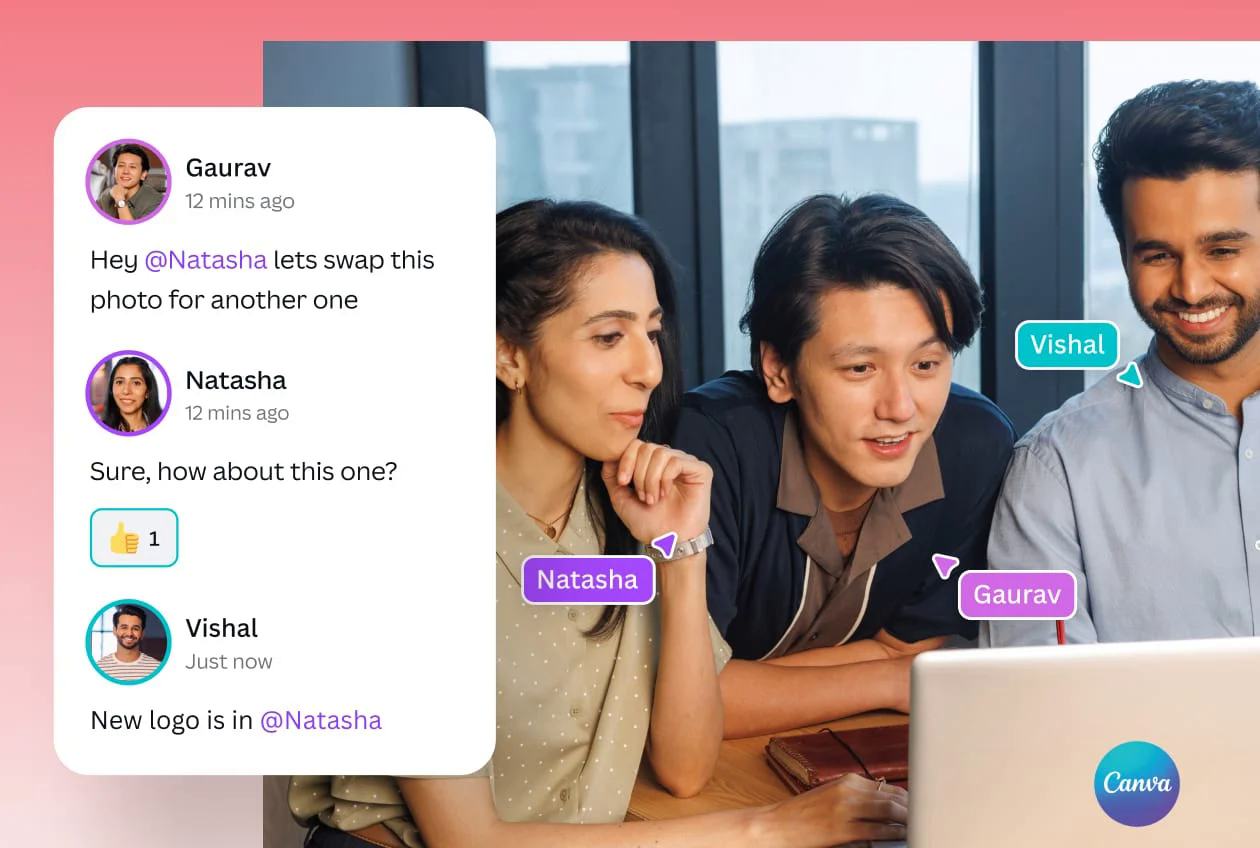 Gaurav
12 mins ago
Hey @Natasha lets swap this
photo for another one
Natasha
12 mins ago
Sure, how about this one?
👍 1
Vishal
Just now
New logo is in @Natasha
Vishal
Natasha
Gaurav
Canva